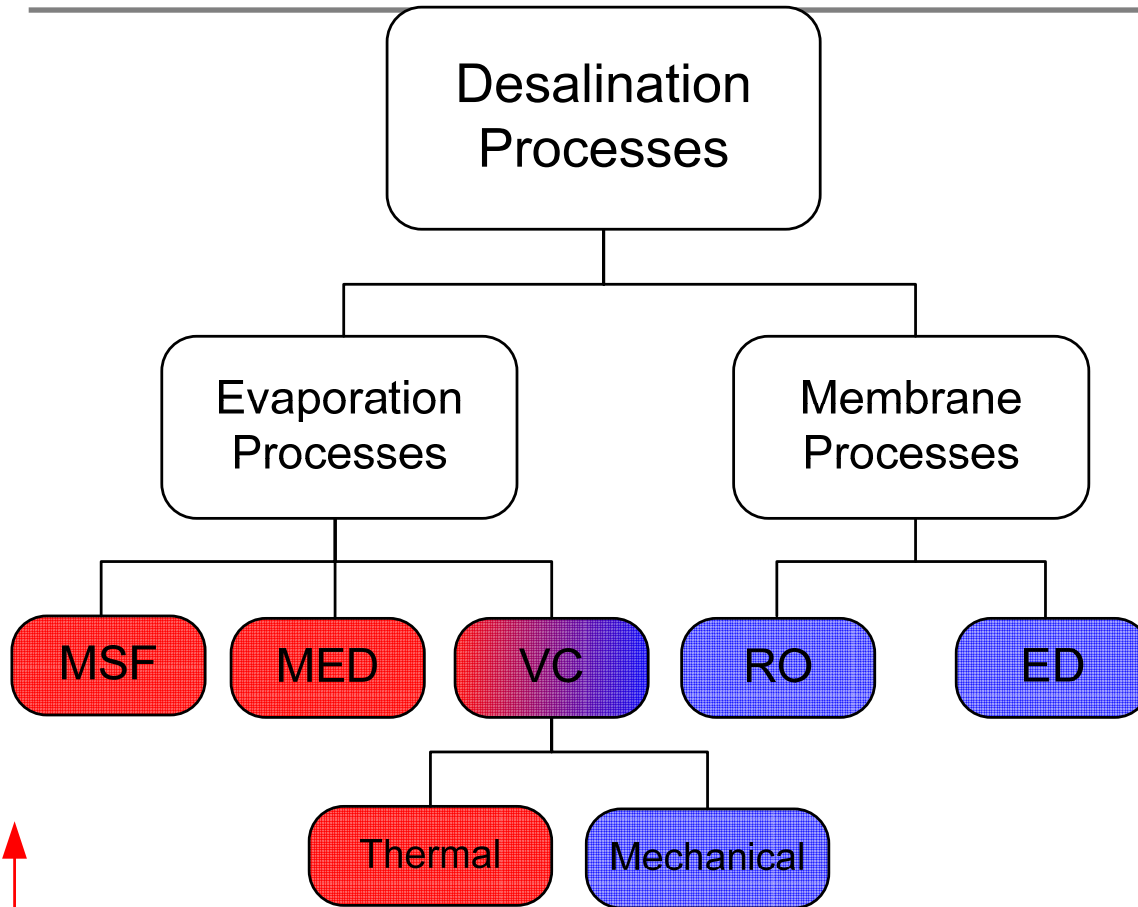 Desalination
Processes
Evaporation
Processes
Membrane
Processes
MSF
MED
VC
RO
ED
Thermal
Mechanical